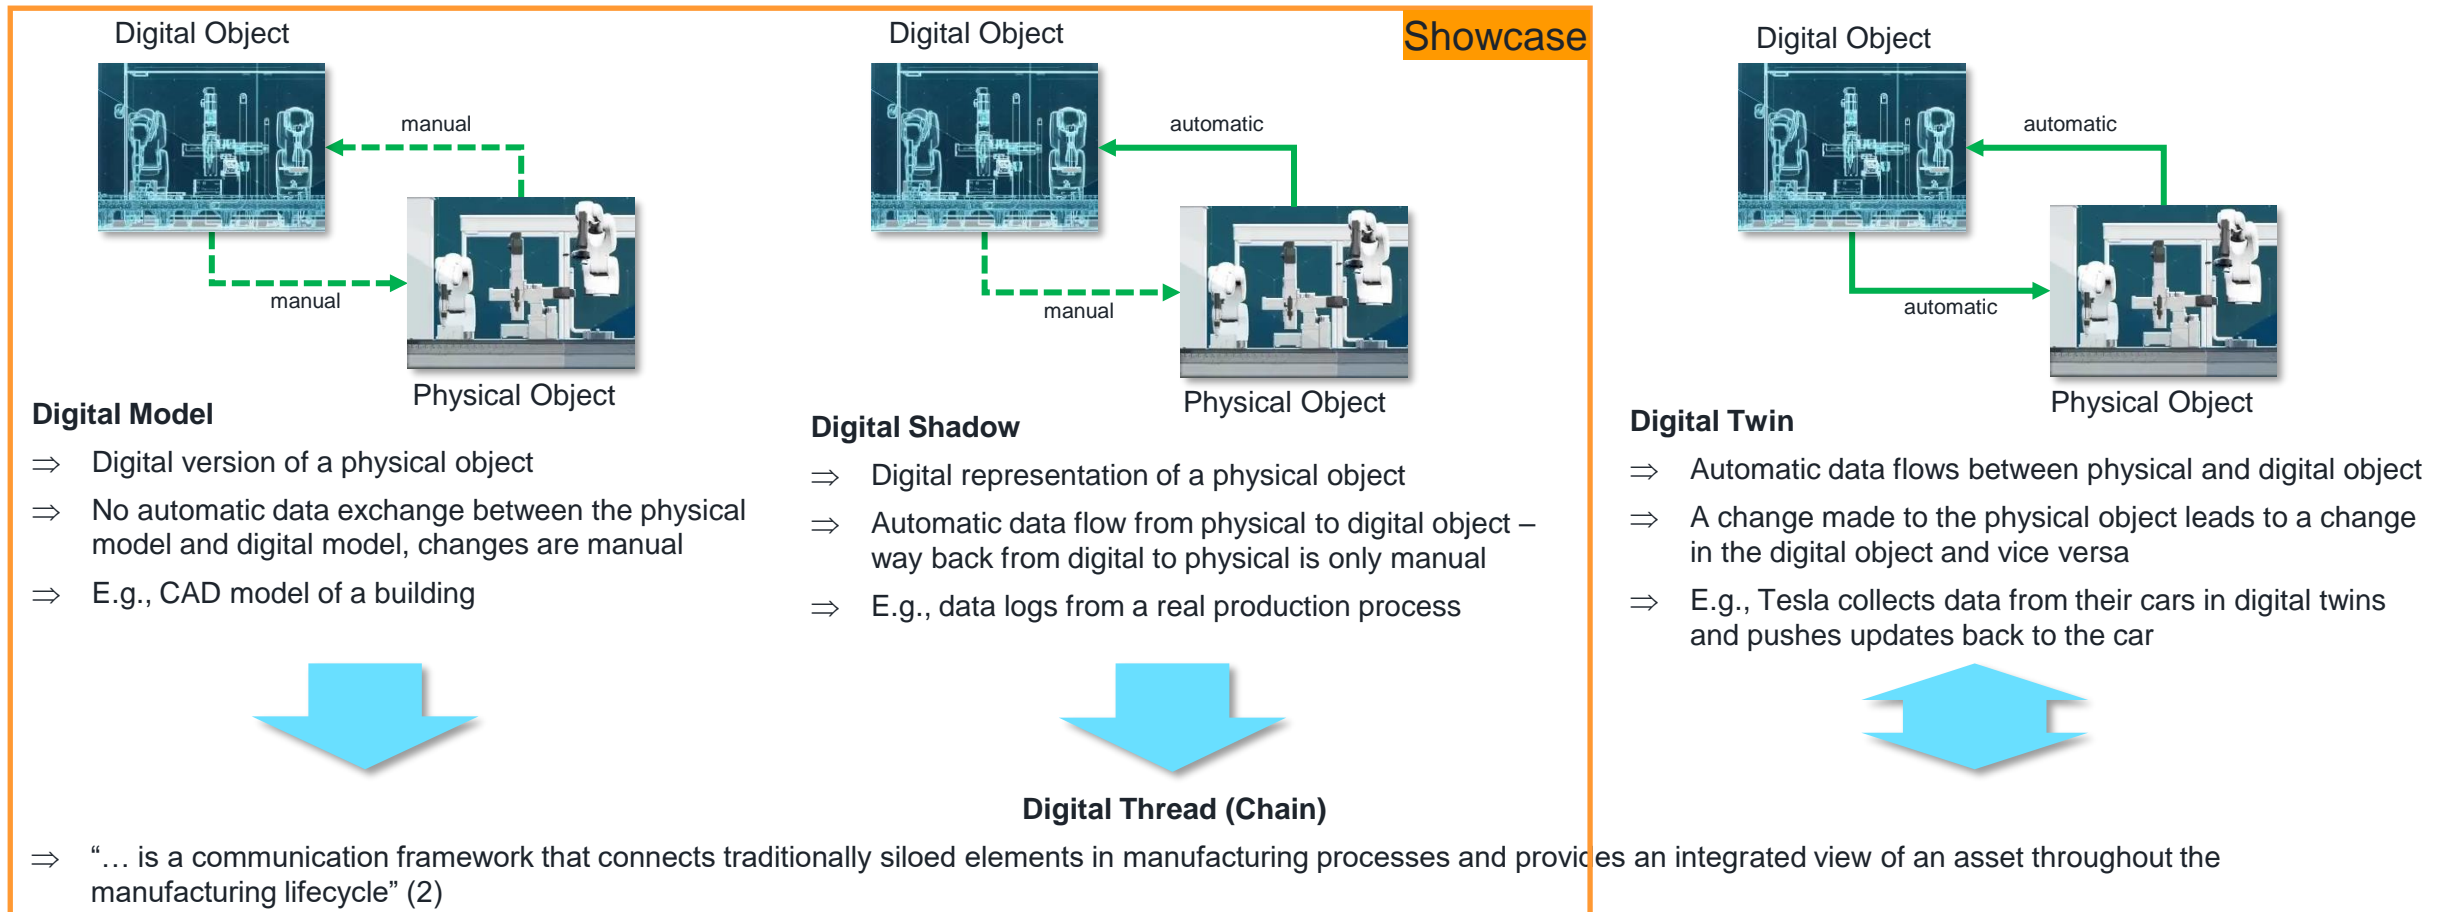 Showcase
Digital Object
manual
manual
Physical Object
Digital Model
⇒ Digital version of a physical object
⇒ No automatic data exchange between the physical
model and digital model, changes are manual
⇒ E.g., CAD model of a building
Digital Object
automatic
manual
Physical Object
Digital Shadow
⇒ Digital representation of a physical object
⇒ Automatic data flow from physical to digital object –
way back from digital to physical is only manual
⇒ E.g., data logs from a real production process
Digital Object
automatic
automatic
Physical Object
Digital Twin
⇒ Automatic data flows between physical and digital object
⇒ A change made to the physical object leads to a change
in the digital object and vice versa
⇒ E.g., Tesla collects data from their cars in digital twins
and pushes updates back to the car
Digital Thread (Chain)
⇒ “… is a communication framework that connects traditionally siloed elements in manufacturing processes and provides an integrated view of an asset throughout the
manufacturing lifecycle” (2)